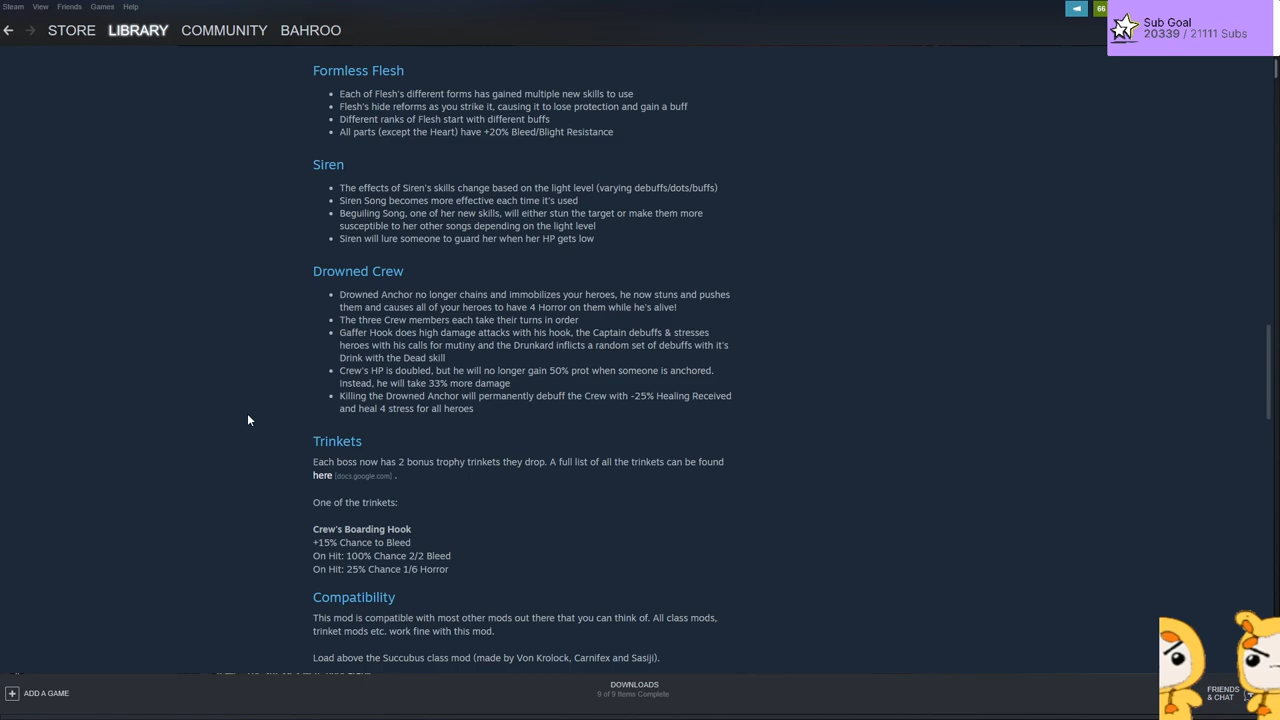 Steam View Friends Games Help
66
Sub Goal
20339 / 21111 Subs
STORE LIBRARY COMMUNITY BAHROO
Formless Flesh
Each of Flesh's different forms has gained multiple new skills to use
Flesh's hide reforms as you strike it, causing it to lose protection and gain a buff
Different ranks of Flesh start with different buffs
All parts (except the Heart) have +20% Bleed/Blight Resistance
Siren
The effects of Siren's skills change based on the light level (varying debuffs/dots/buffs)
Siren Song becomes more effective each time it's used
Beguiling Song, one of her new skills, will either stun the target or make them more
susceptible to her other songs depending on the light level
Siren will lure someone to guard her when her HP gets low
Drowned Crew
Drowned Anchor no longer chains and immobilizes your heroes, he now stuns and pushes
them and causes all of your heroes to have 4 Horror on them while he's alive!
The three Crew members each take their turns in order
Gaffer Hook does high damage attacks with his hook, the Captain debuffs & stresses
heroes with his calls for mutiny and the Drunkard inflicts a random set of debuffs with it's
Drink with the Dead skill
Crew's HP is doubled, but he will no longer gain 50% prot when someone is anchored.
Instead, he will take 33% more damage
Killing the Drowned Anchor will permanently debuff the Crew with -25% Healing Received
and heal 4 stress for all heroes
Trinkets
Each boss now has 2 bonus trophy trinkets they drop. A full list of all the trinkets can be found
here [docs.google.com] .
One of the trinkets:
Crew's Boarding Hook
+15% Chance to Bleed
On Hit: 100% Chance 2/2 Bleed
On Hit: 25% Chance 1/6 Horror
Compatibility
This mod is compatible with most other mods out there that you can think of. All class mods,
trinket mods etc. work fine with this mod.
Load above the Succubus class mod (made by Von Krolock, Carnifex and Sasiji).
ADD A GAME
DOWNLOADS
9 of 9 Items Complete
FRIENDS
& CHAT